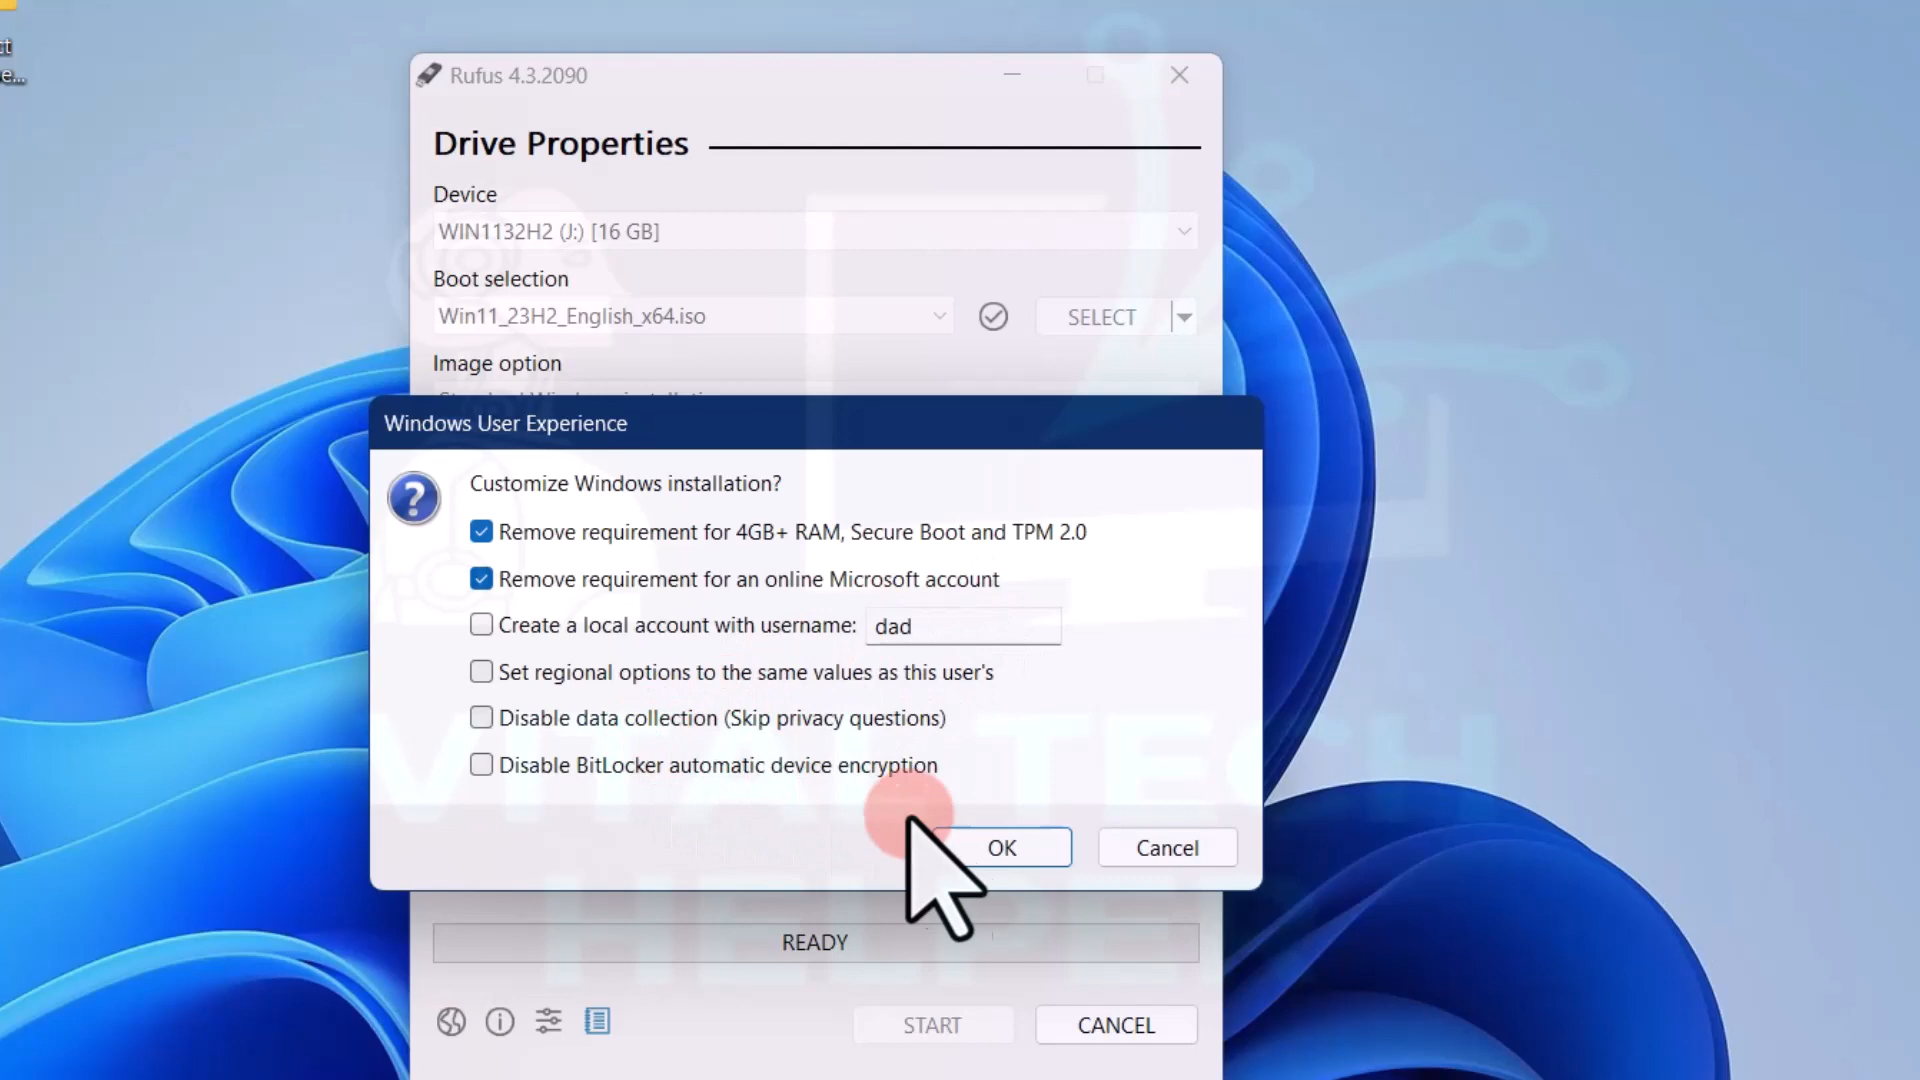 ct
e...
Rufus 4.3.2090
Drive Properties
Device
WIN1132H2 (J:) [16 GB]
Boot selection
Win11_23H2_English_x64.iso
SELECT
Image option
Windows User Experience
Customize Windows installation?
Remove requirement for 4GB+ RAM, Secure Boot and TPM 2.0
Remove requirement for an online Microsoft account
Create a local account with username: dad
Set regional options to the same values as this user's
Disable data collection (Skip privacy questions)
Disable BitLocker automatic device encryption
VITAL TECH
OK
Cancel
READY
START
CANCEL